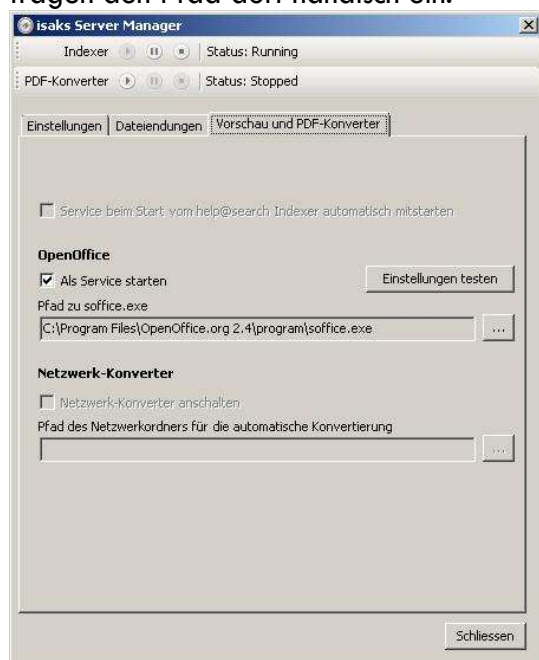 tragen den Pfad dort händisch ein.
isaks Server Manager
Indexer Status: Running
PDF-Konverter Status: Stopped
Einstellungen Dateiendungen Vorschau und PDF-Konverter
Service beim Start vom help@search Indexer automatisch mitstarten
OpenOffice
Als Service starten Einstellungen testen
Pfad zu soffice.exe
C:\Program Files\OpenOffice.org 2.4\program\soffice.exe ...
Netzwerk-Konverter
Netzwerk-Konverter anschalten
Pfad des Netzwerkordners für die automatische Konvertierung
...
Schliessen